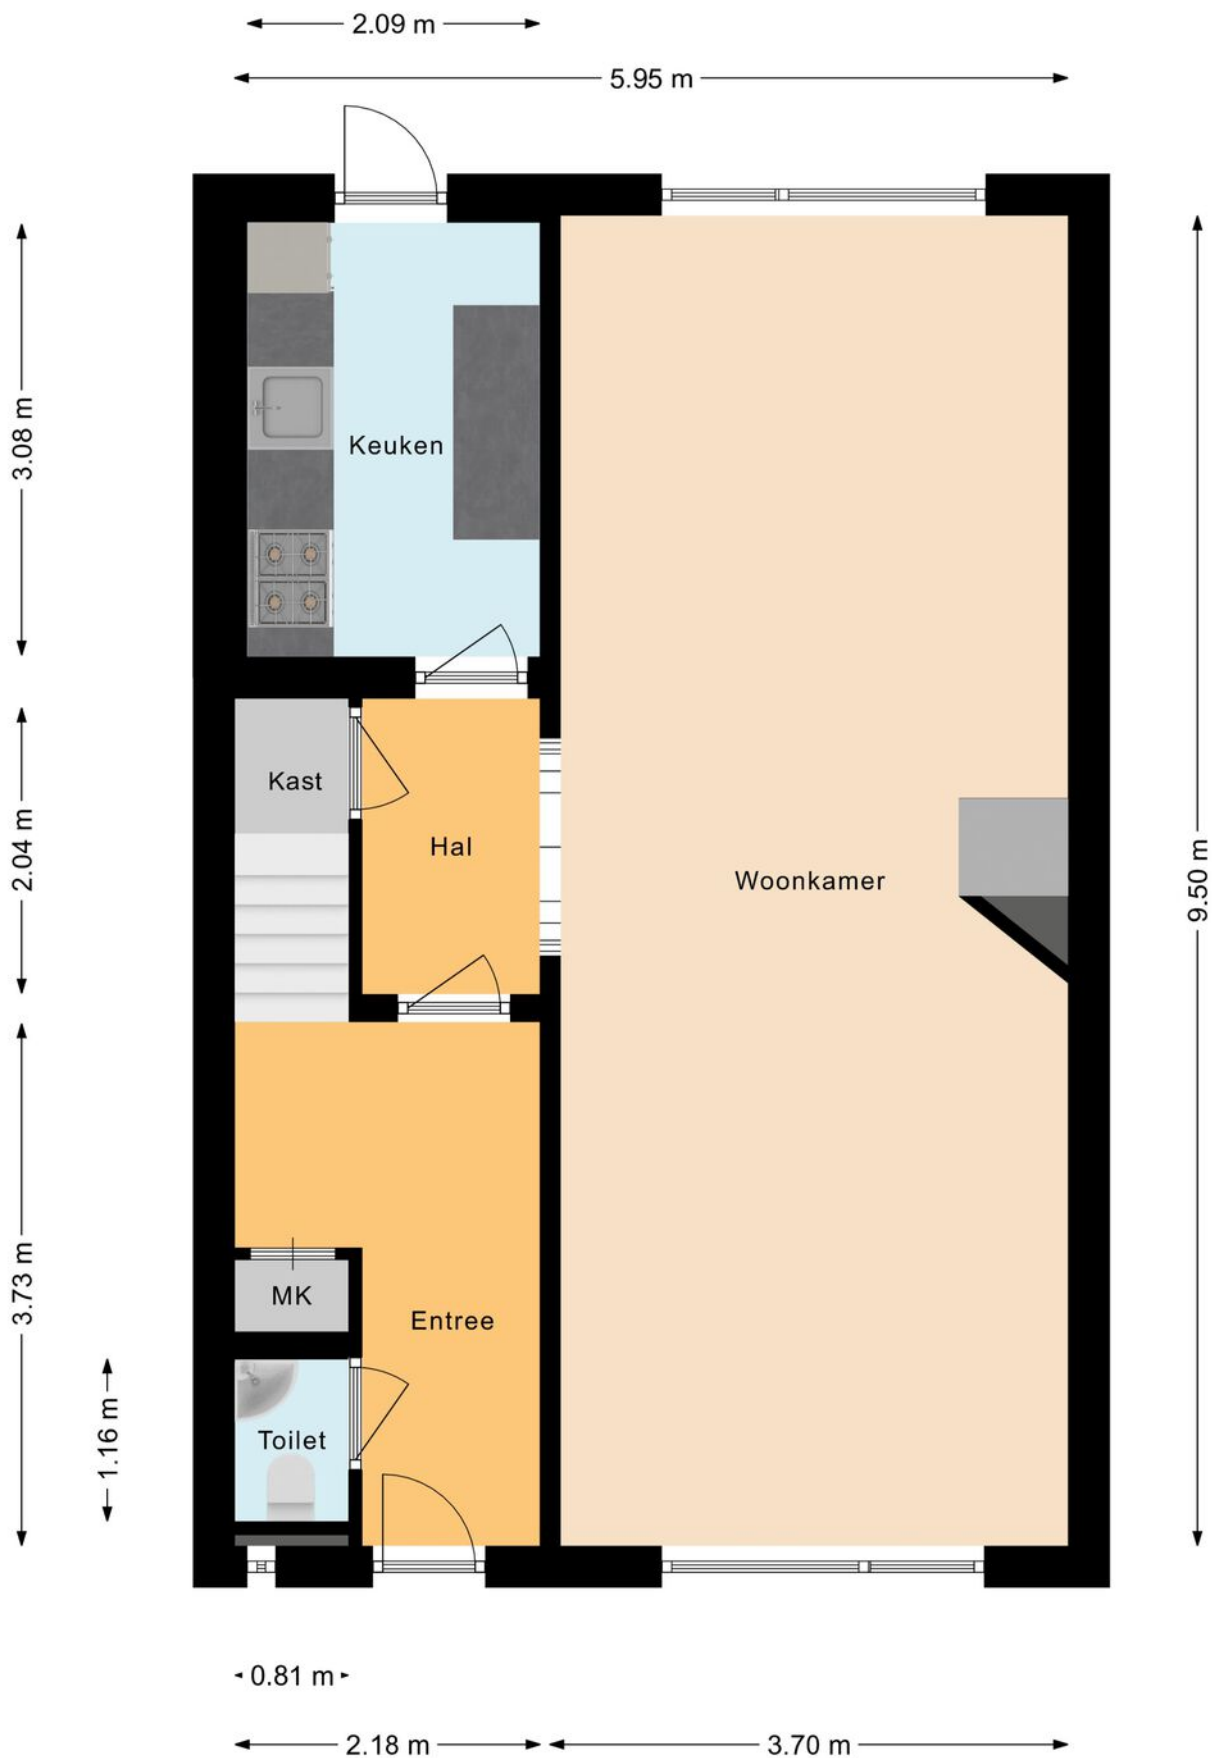 2.09 m
5.95 m
3.08 m
Keuken
Kast
Hal
2.04 m
Woonkamer
9.50 m
3.73 m
MK
Entree
1.16 m
Toilet
0.81 m
2.18 m
3.70 m